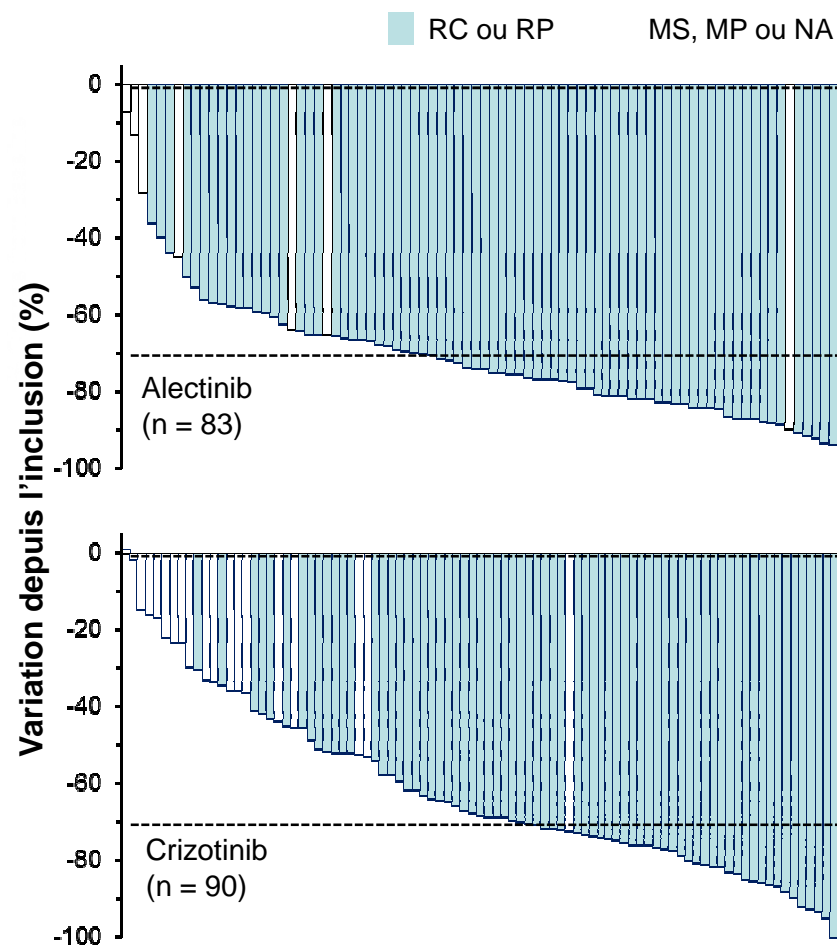 RC ou RP
MS, MP ou NA
Variation depuis l’inclusion (%)
0
-20
-40
-60
-80
-100
Alectinib
(n = 83)
0
-20
-40
-60
-80
-100
Crizotinib
(n = 90)